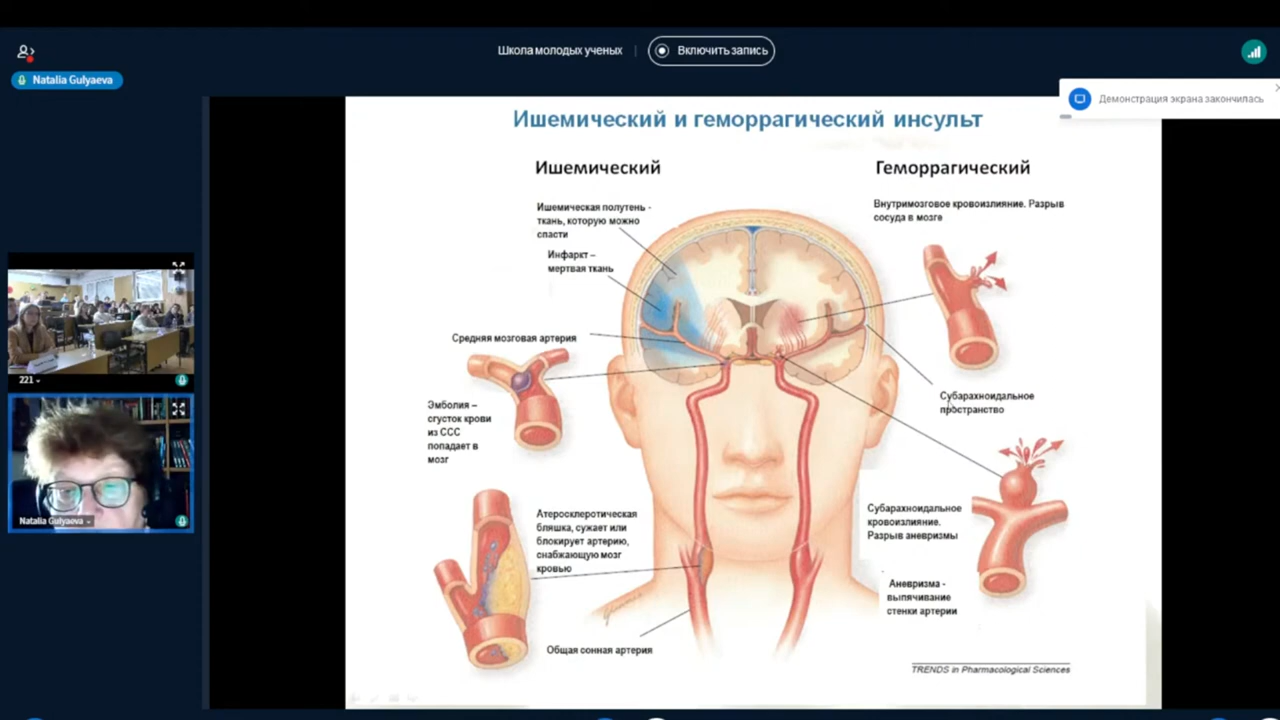 Школа молодых ученых
Включить запись
Natalia Gulyaeva
Демонстрация экрана закончилась
Ишемический и геморрагический инсульт
Ишемический
Геморрагический
Ишемическая полутень -
ткань, которую можно
спасти
Инфаркт –
мертвая ткань
Внутримозговое кровоизлияние. Разрыв
сосуда в мозге
Средняя мозговая артерия
Эмболия –
сгусток крови
из ССС
попадает в
мозг
Субарахноидальное
пространство
Атеросклеротическая
бляшка, сужает или
блокирует артерию,
снабжающую мозг
кровью
Субарахноидальное
кровоизлияние.
Разрыв аневризмы
Аневризма -
выпячивание
стенки артерии
Общая сонная артерия
TRENDS in Pharmacological Sciences
221
Natalia Gulyaeva